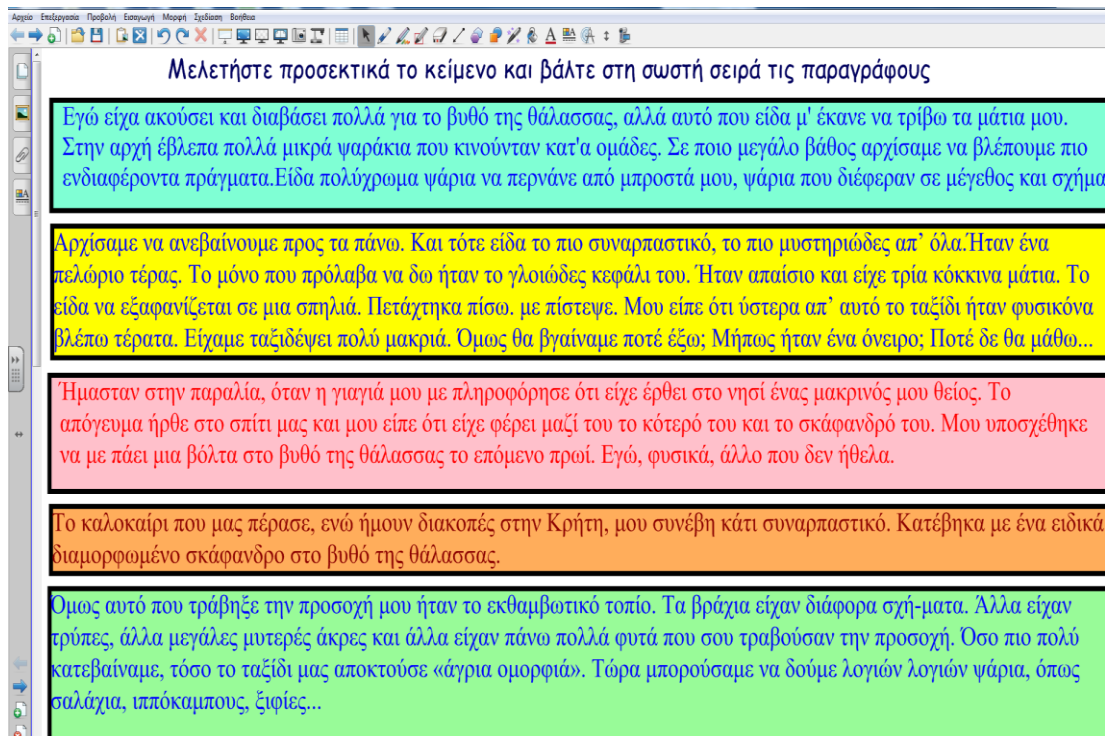 Αρχείο Επεξεργασία Προβολή Εισαγωγή Μορφή Σχεδίαση Βοήθεια
Μελετήστε προσεκτικά το κείμενο και βάλτε στη σωστή σειρά τις παραγράφους
Εγώ είχα ακούσει και διαβάσει πολλά για το βυθό της θάλασσας, αλλά αυτό που είδα μ' έκανε να τρίβω τα μάτια μου.
Στην αρχή έβλεπα πολλά μικρά ψαράκια που κινούνταν κατ'α ομάδες. Σε ποιο μεγάλο βάθος αρχίσαμε να βλέπουμε πιο
ενδιαφέροντα πράγματα.Είδα πολύχρωμα ψάρια να περνάνε από μπροστά μου, ψάρια που διέφεραν σε μέγεθος και σχήμα
Αρχίσαμε να ανεβαίνουμε προς τα πάνω. Και τότε είδα το πιο συναρπαστικό, το πιο μυστηριώδες απ' όλα.Ήταν ένα
πελώριο τέρας. Το μόνο που πρόλαβα να δω ήταν το γλοιώδες κεφάλι του. Ήταν απαίσιο και είχε τρία κόκκινα μάτια. Το
είδα να εξαφανίζεται σε μια σπηλιά. Πετάχτηκα πίσω. με πίστεψε. Μου είπε ότι ύστερα απ' αυτό το ταξίδι ήταν φυσικόνα
βλέπω τέρατα. Είχαμε ταξιδέψει πολύ μακριά. Όμως θα βγαίναμε ποτέ έξω; Μήπως ήταν ένα όνειρο; Ποτέ δε θα μάθω...
Ήμασταν στην παραλία, όταν η γιαγιά μου με πληροφόρησε ότι είχε έρθει στο νησί ένας μακρινός μου θείος. Το
απόγευμα ήρθε στο σπίτι μας και μου είπε ότι είχε φέρει μαζί του το κότερό του και το σκάφανδρό του. Μου υποσχέθηκε
να με πάει μια βόλτα στο βυθό της θάλασσας το επόμενο πρωί. Εγώ, φυσικά, άλλο που δεν ήθελα.
Το καλοκαίρι που μας πέρασε, ενώ ήμουν διακοπές στην Κρήτη, μου συνέβη κάτι συναρπαστικό. Κατέβηκα με ένα ειδικά
διαμορφωμένο σκάφανδρο στο βυθό της θάλασσας.
Όμως αυτό που τράβηξε την προσοχή μου ήταν το εκθαμβωτικό τοπίο. Τα βράχια είχαν διάφορα σχή-ματα. Άλλα είχαν
τρύπες, άλλα μεγάλες μυτερές άκρες και άλλα είχαν πάνω πολλά φυτά που σου τραβούσαν την προσοχή. Όσο πιο πολύ
κατεβαίναμε, τόσο το ταξίδι μας αποκτούσε «άγρια ομορφιά». Τώρα μπορούσαμε να δούμε λογιών λογιών ψάρια, όπως
σαλάχια, ιππόκαμπους, ξιφίες...